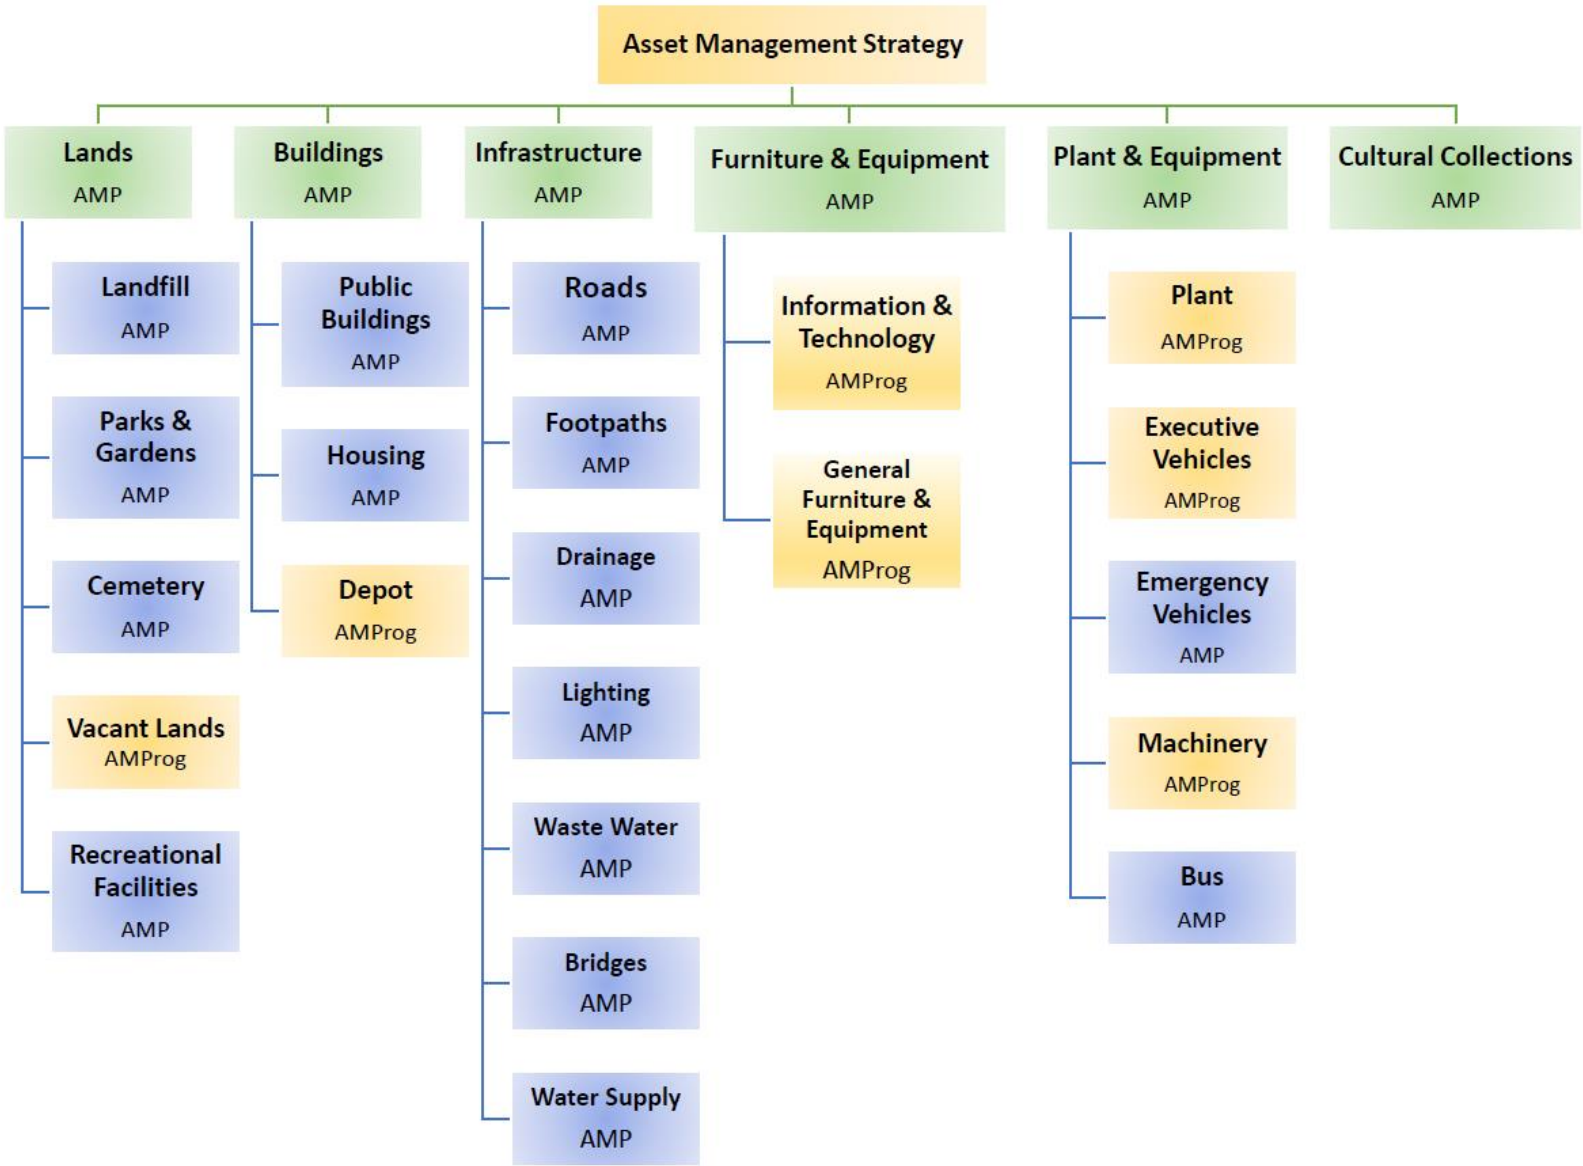 Asset Management Strategy
Lands
AMP
Landfill
AMP
Parks &
Gardens
AMP
Cemetery
AMP
Vacant Lands
AMProg
Recreational
Facilities
AMP
Buildings
AMP
Public
Buildings
AMP
Housing
AMP
Depot
AMProg
Infrastructure
AMP
Roads
AMP
Footpaths
AMP
Drainage
AMP
Lighting
AMP
Waste Water
AMP
Bridges
AMP
Water Supply
AMP
Furniture & Equipment
AMP
Information &
Technology
AMProg
General
Furniture &
Equipment
AMProg
Plant & Equipment
AMP
Plant
AMProg
Executive
Vehicles
AMProg
Emergency
Vehicles
AMP
Machinery
AMProg
Bus
AMP
Cultural Collections
AMP